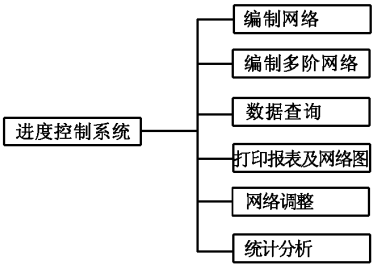 编制网络
编制多阶网络
数据查询
进度控制系统
打印报表及网络图
网络调整
统计分析